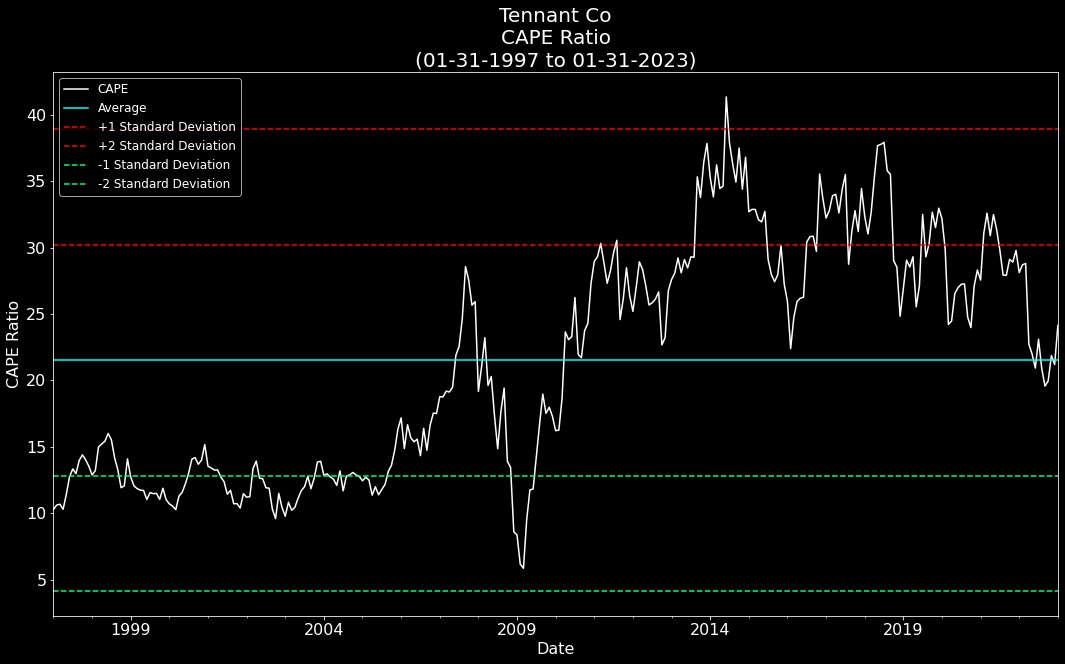 Tennant Co
CAPE Ratio
(01-31-1997 to 01-31-2023)
CAPE
Average
+1 Standard Deviation
+2 Standard Deviation
-1 Standard Deviation
-2 Standard Deviation
CAPE Ratio
40
35
30
25
20
15
10
5
1999
2004
2009
2014
2019
Date